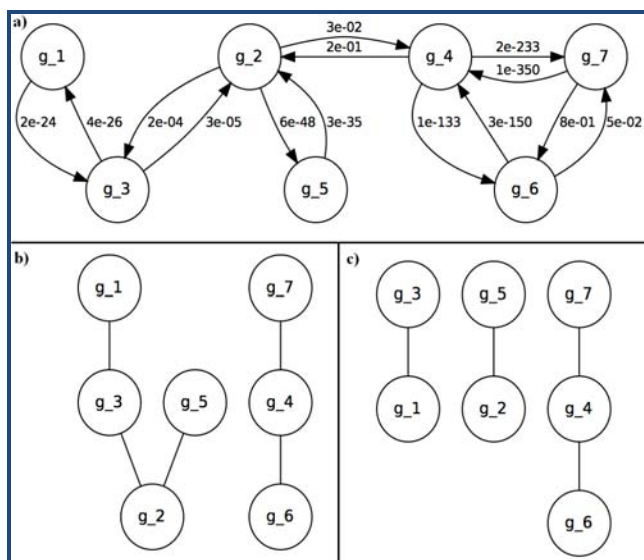 a)
3e-02
g_1
g_2
2e-01
g_4
2e-233
g_7
1e-350
2e-24
4e-26
2e-04
3e-05
6e-48
3e-35
1e-133
3e-150
8e-01
5e-02
g_3
g_5
g_6
b)
g_1
g_7
g_3
g_5
g_4
g_2
g_6
c)
g_3
g_5
g_7
g_1
g_2
g_4
g_6